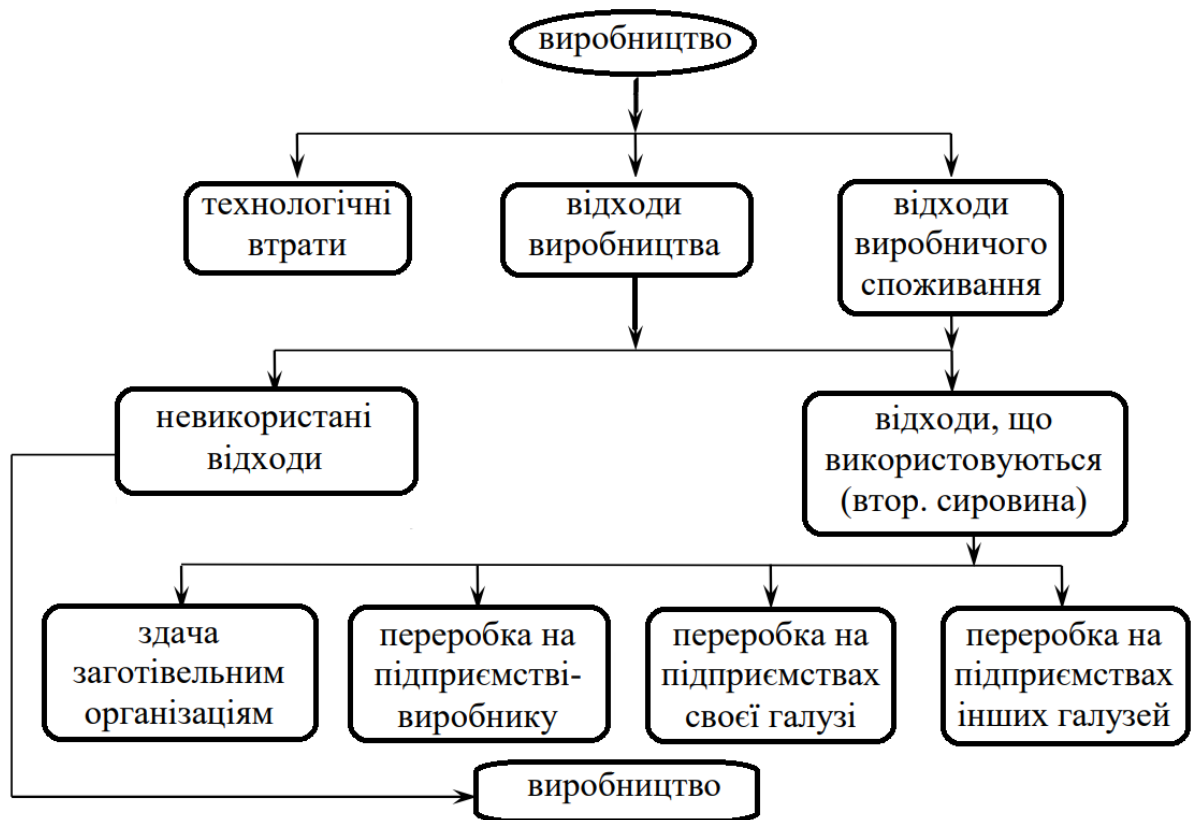 виробництво
технологічні
втрати
відходи
виробництва
відходи
виробничого
споживання
невикористані
відходи
відходи, що
використовуються
(втор. сировина)
здача
заготівельним
організаціям
переробка на
підприємстві-
виробнику
переробка на
підприємствах
своєї галузі
переробка на
підприємствах
інших галузей
виробництво